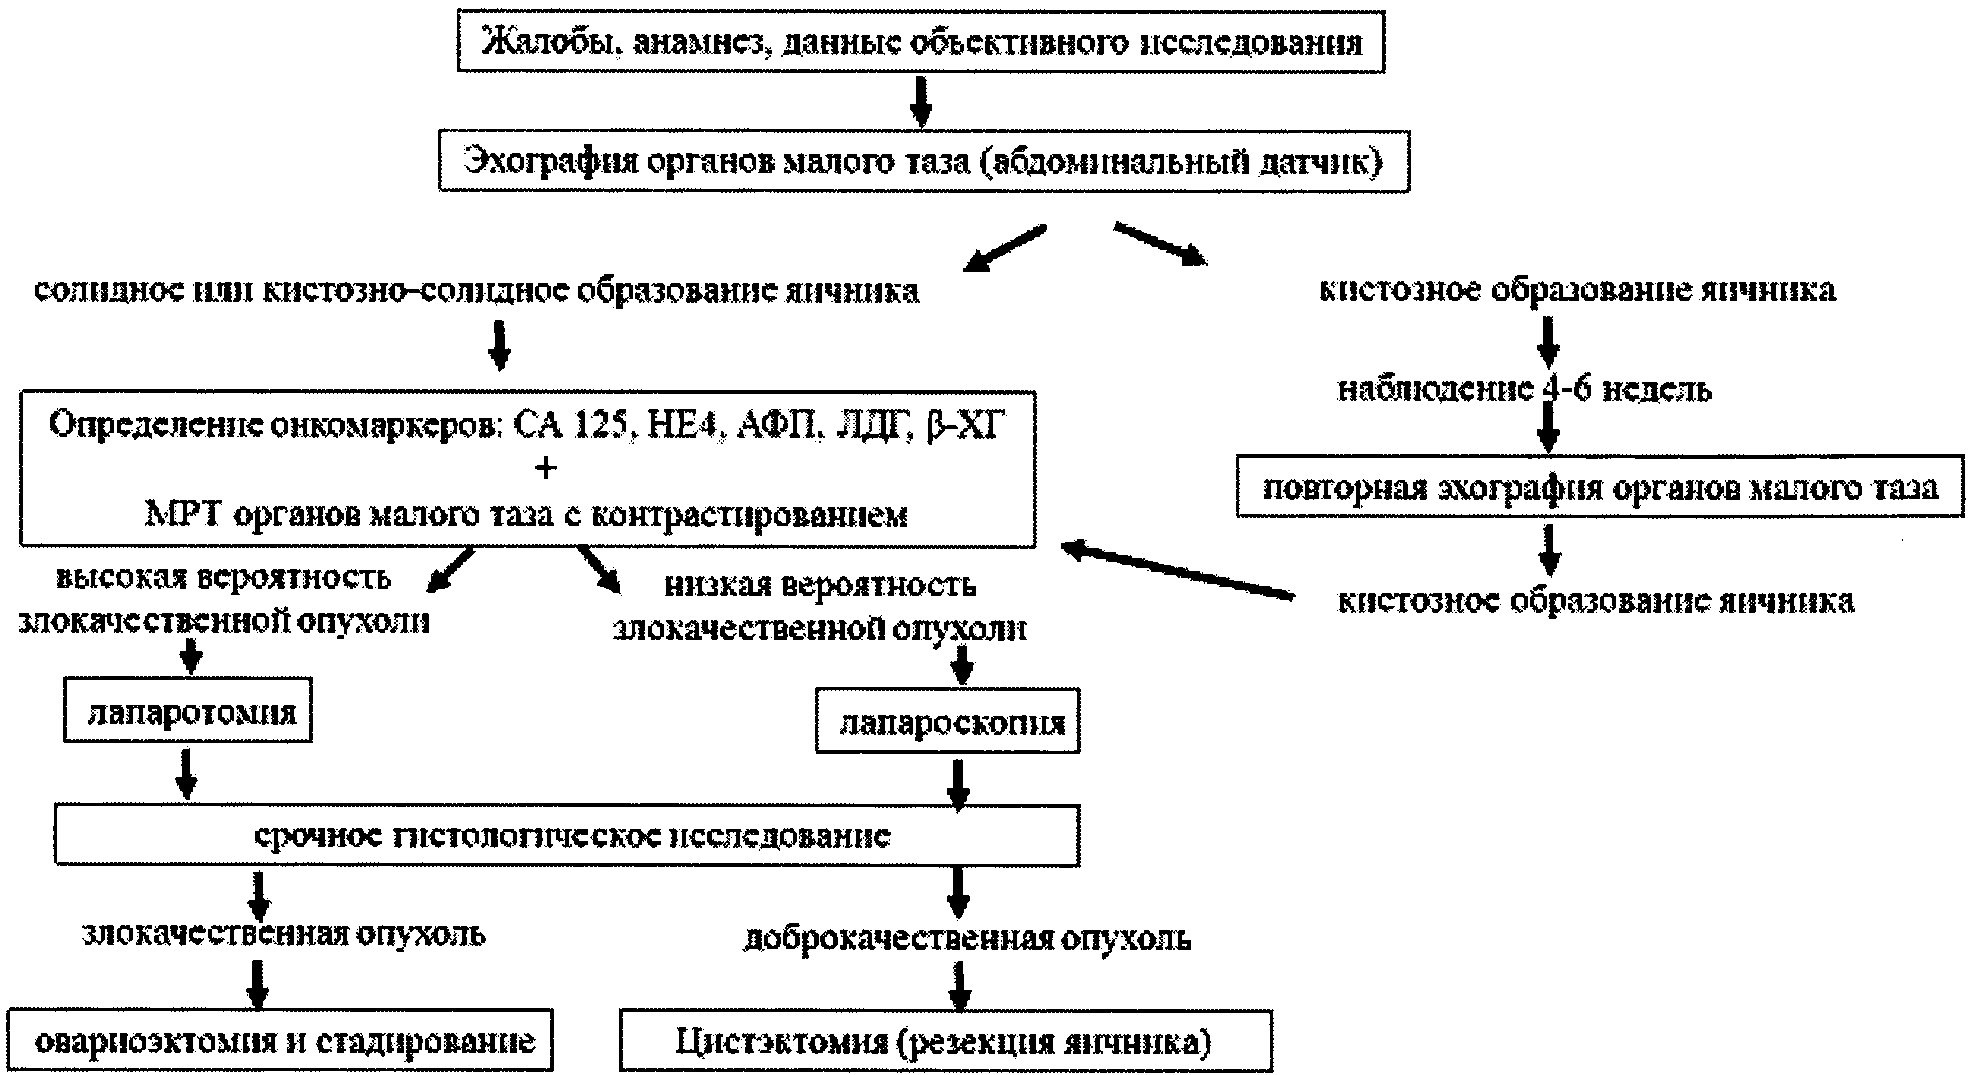 Жалобы, анамнез, данные объективного исследования
Эхография органов малого таза (абдоминальный датчик)
солидное или кистозно-солидное образование яичника
кистозное образование яичника
наблюдение 4-6 недель
Определение онкомаркеров: СА 125, НЕ4, АФП, ЛДГ, β-ХГ
+
МРТ органов малого таза с контрастированием
повторная эхография органов малого таза
кистозное образование яичника
высокая вероятность
злокачественной опухоли
низкая вероятность
злокачественной опухоли
лапаротомия
лапароскопия
срочное гистологическое исследование
злокачественная опухоль
доброкачественная опухоль
овариоэктомия и стадирование
Цистэктомия (резекция яичника)